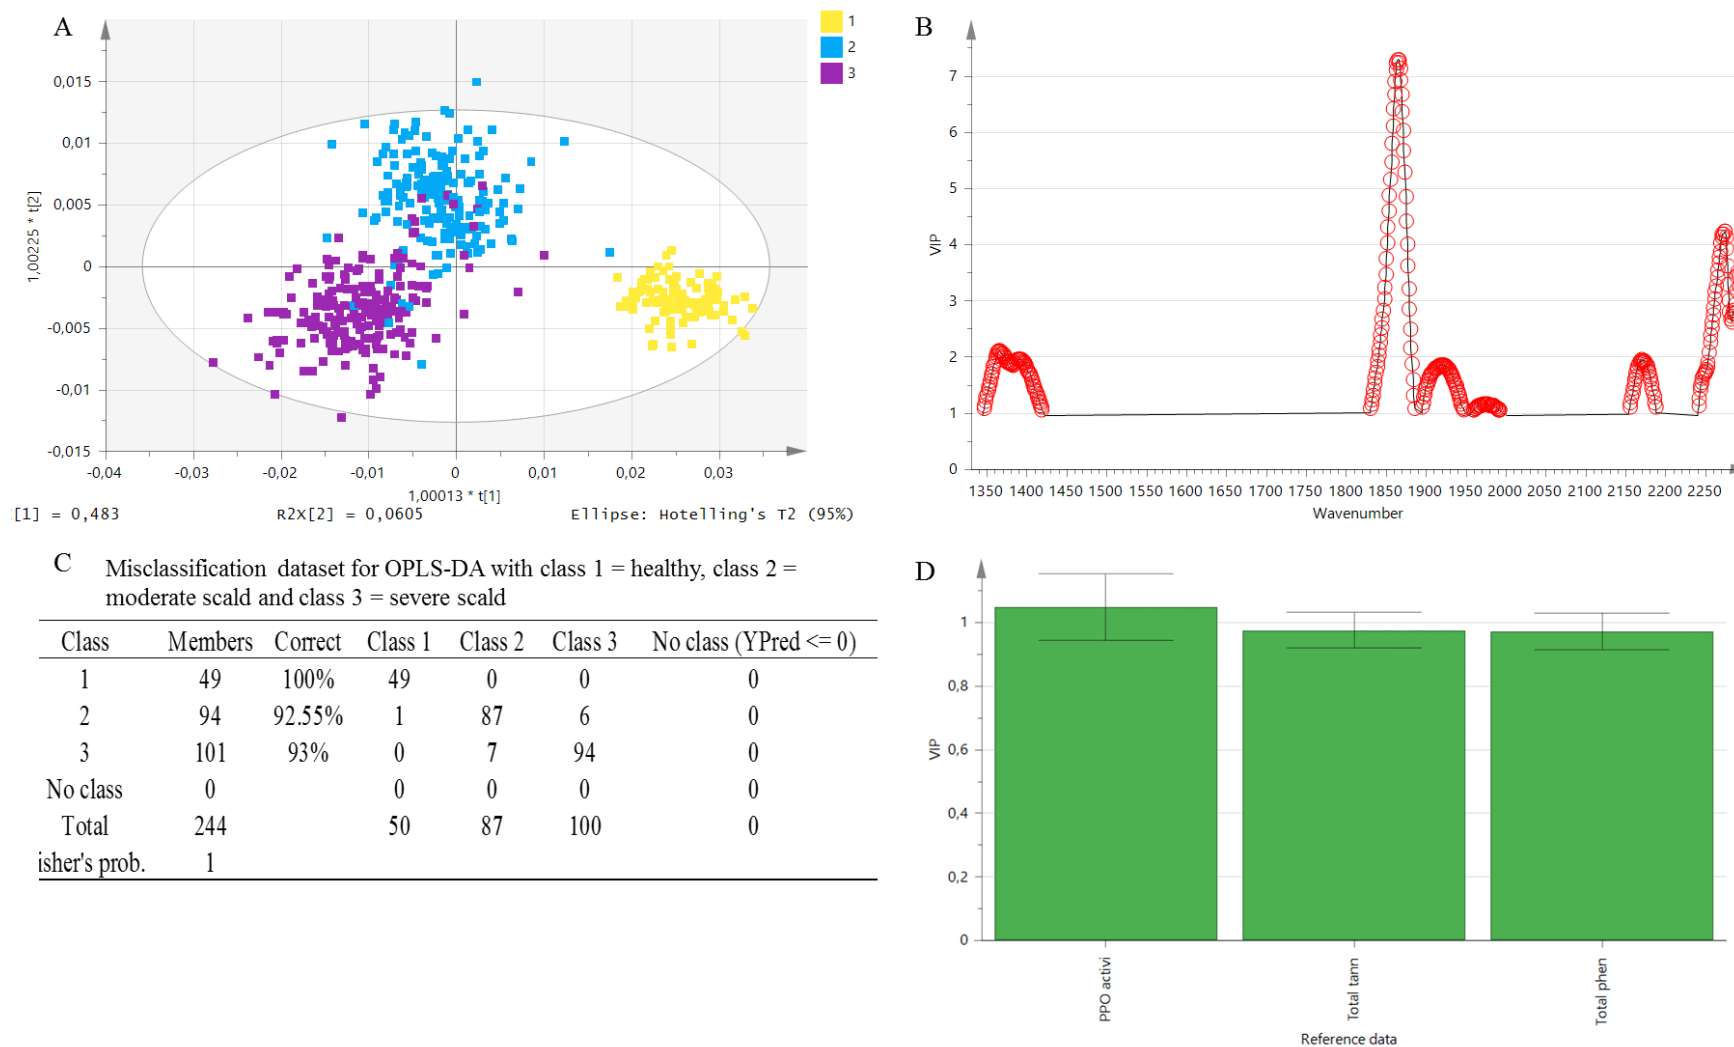 A
1
2
3
0,015
0,01
0,005
0
-0,005
-0,01
-0,015
1,00225 * t[2]
-0,04
-0,03
-0,02
-0,01
0
0,01
0,02
0,03
1,00013 * t[1]
[1] = 0,483
R2X[2] = 0,0605
Ellipse: Hotelling's T2 (95%)
B
7
6
5
4
3
2
1
0
VIP
1350 1400 1450 1500 1550 1600 1650 1700 1750 1800 1850 1900 1950 2000 2050 2100 2150 2200 2250
Wavenumber
C
Misclassification dataset for OPLS-DA with class 1 = healthy, class 2 =
moderate scald and class 3 = severe scald
Class Members Correct Class 1 Class 2 Class 3 No class (YPred <= 0)
1 49 100% 49 0 0 0
2 94 92.55% 1 87 6 0
3 101 93% 0 7 94 0
No class 0 0 0 0 0
Total 244 50 87 100 0
isher's prob. 1
D
1
0,8
0,6
0,4
0,2
0
VIP
PPO activi
Total tann
Total phen
Reference data